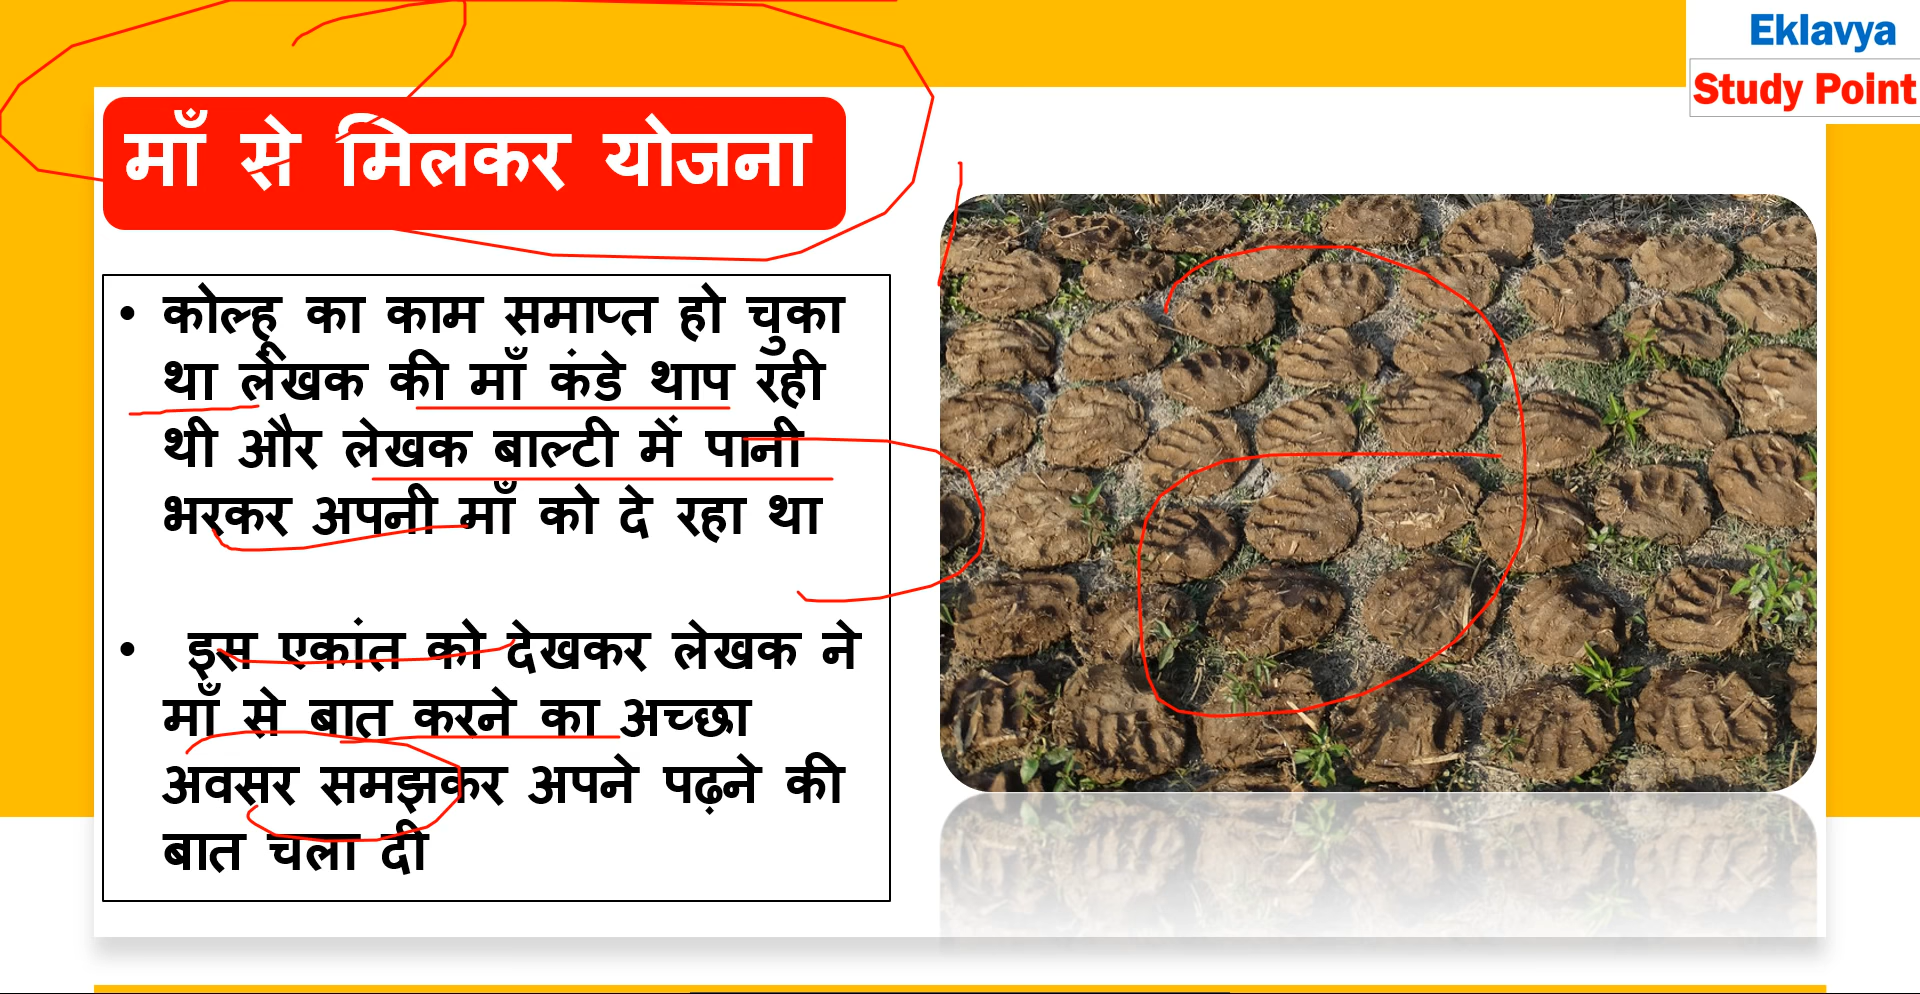 Eklavya
Study Point
माँ से मिलकर योजना
• कोल्हू का काम समाप्त हो चुका
था लेखक की माँ कंडे थाप रही
थी और लेखक बाल्टी में पानी
भरकर अपनी माँ को दे रहा था
• इस एकांत को देखकर लेखक ने
माँ से बात करने का अच्छा
अवसर समझकर अपने पढ़ने की
बात चला दी